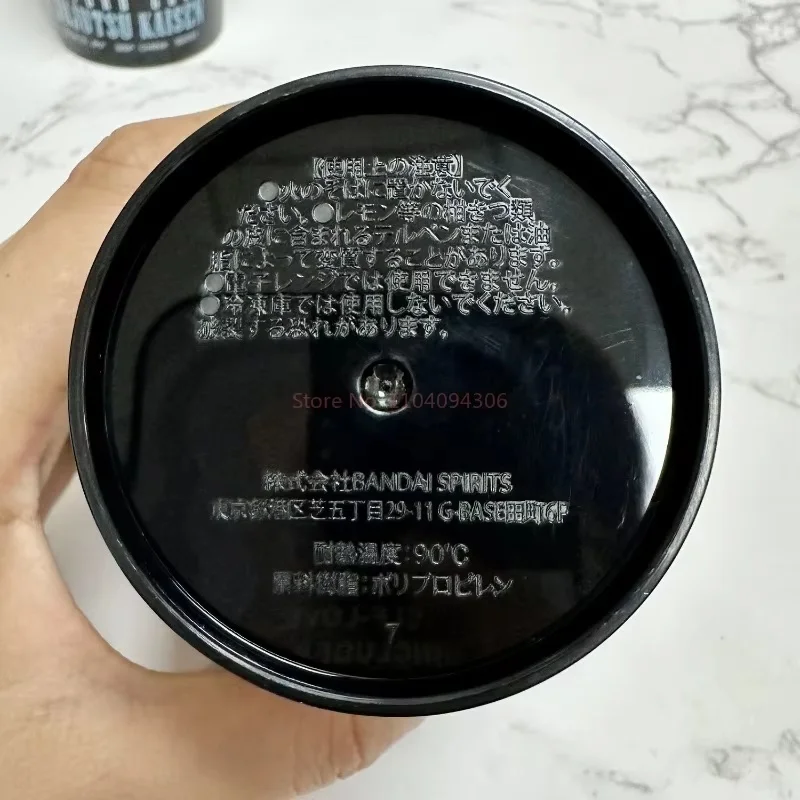 JUJUTSU KAISEN
【使用上の注意】
●火のそばに置かないでく
ださい。●レモン等の柑きつ類
の皮に含まれるテルペンまたは油
脂によって変質することがあります。
●電子レンジでは使用できません。
●冷凍庫では使用しないでください。
破裂する恐れがあります。
Store No. 1104094306
株式会社BANDAI SPIRITS
東京都港区芝五丁目29-11 G-BASE田町6F
耐熱温度:90℃
原料樹脂:ポリプロピレン
7